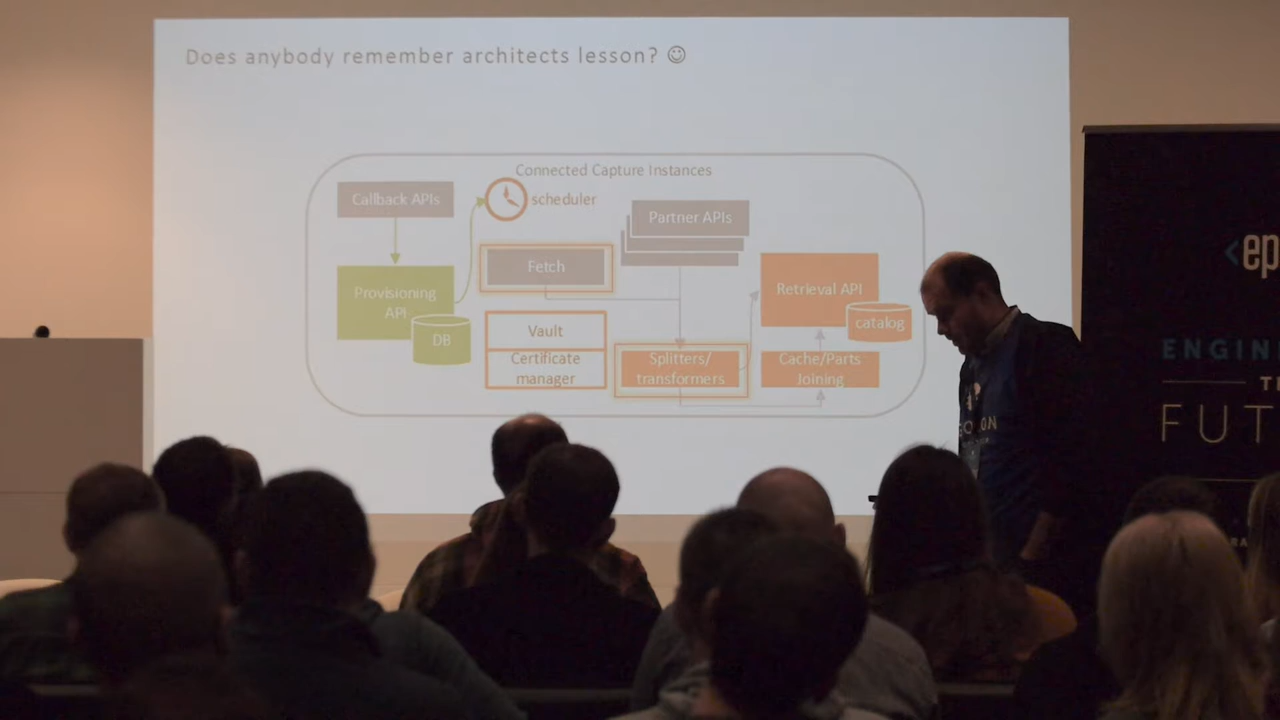 Does anybody remember architects lesson? ☺
Connected Capture Instances
Callback APIs
scheduler
Partner APIs
Fetch
Provisioning
API
DB
Retrieval API
catalog
Vault
Certificate
manager
Splitters/
transformers
Cache/Parts
Joining
<ep
ENGIN
T
FUT